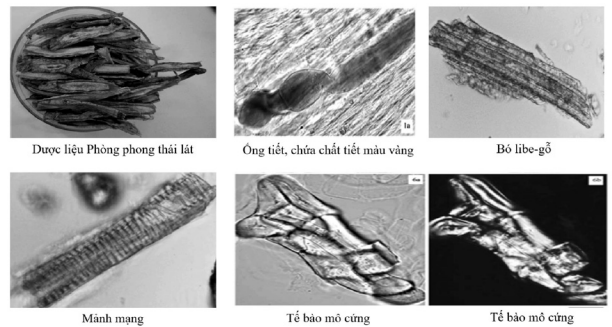 Dược liệu Phòng phong thái lát
Ống tiết, chứa chất tiết màu vàng
Bó libe-gỗ
Mảnh mạng
Tế bào mô cứng
Tế bào mô cứng